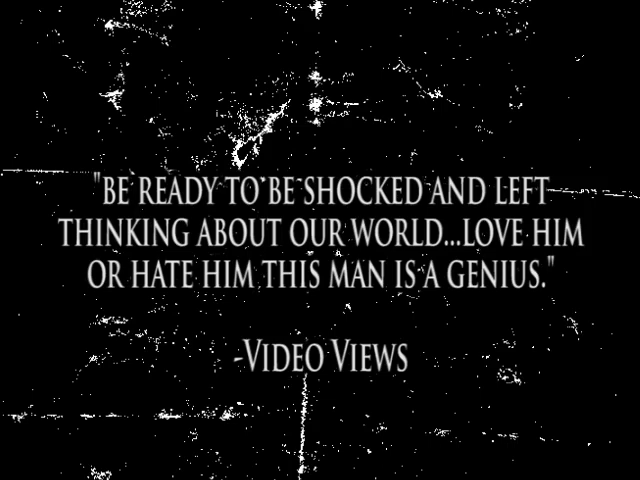 "BE READY TO BE SHOCKED AND LEFT
THINKING ABOUT OUR WORLD...LOVE HIM
OR HATE HIM THIS MAN IS A GENIUS."
-VIDEO VIEWS